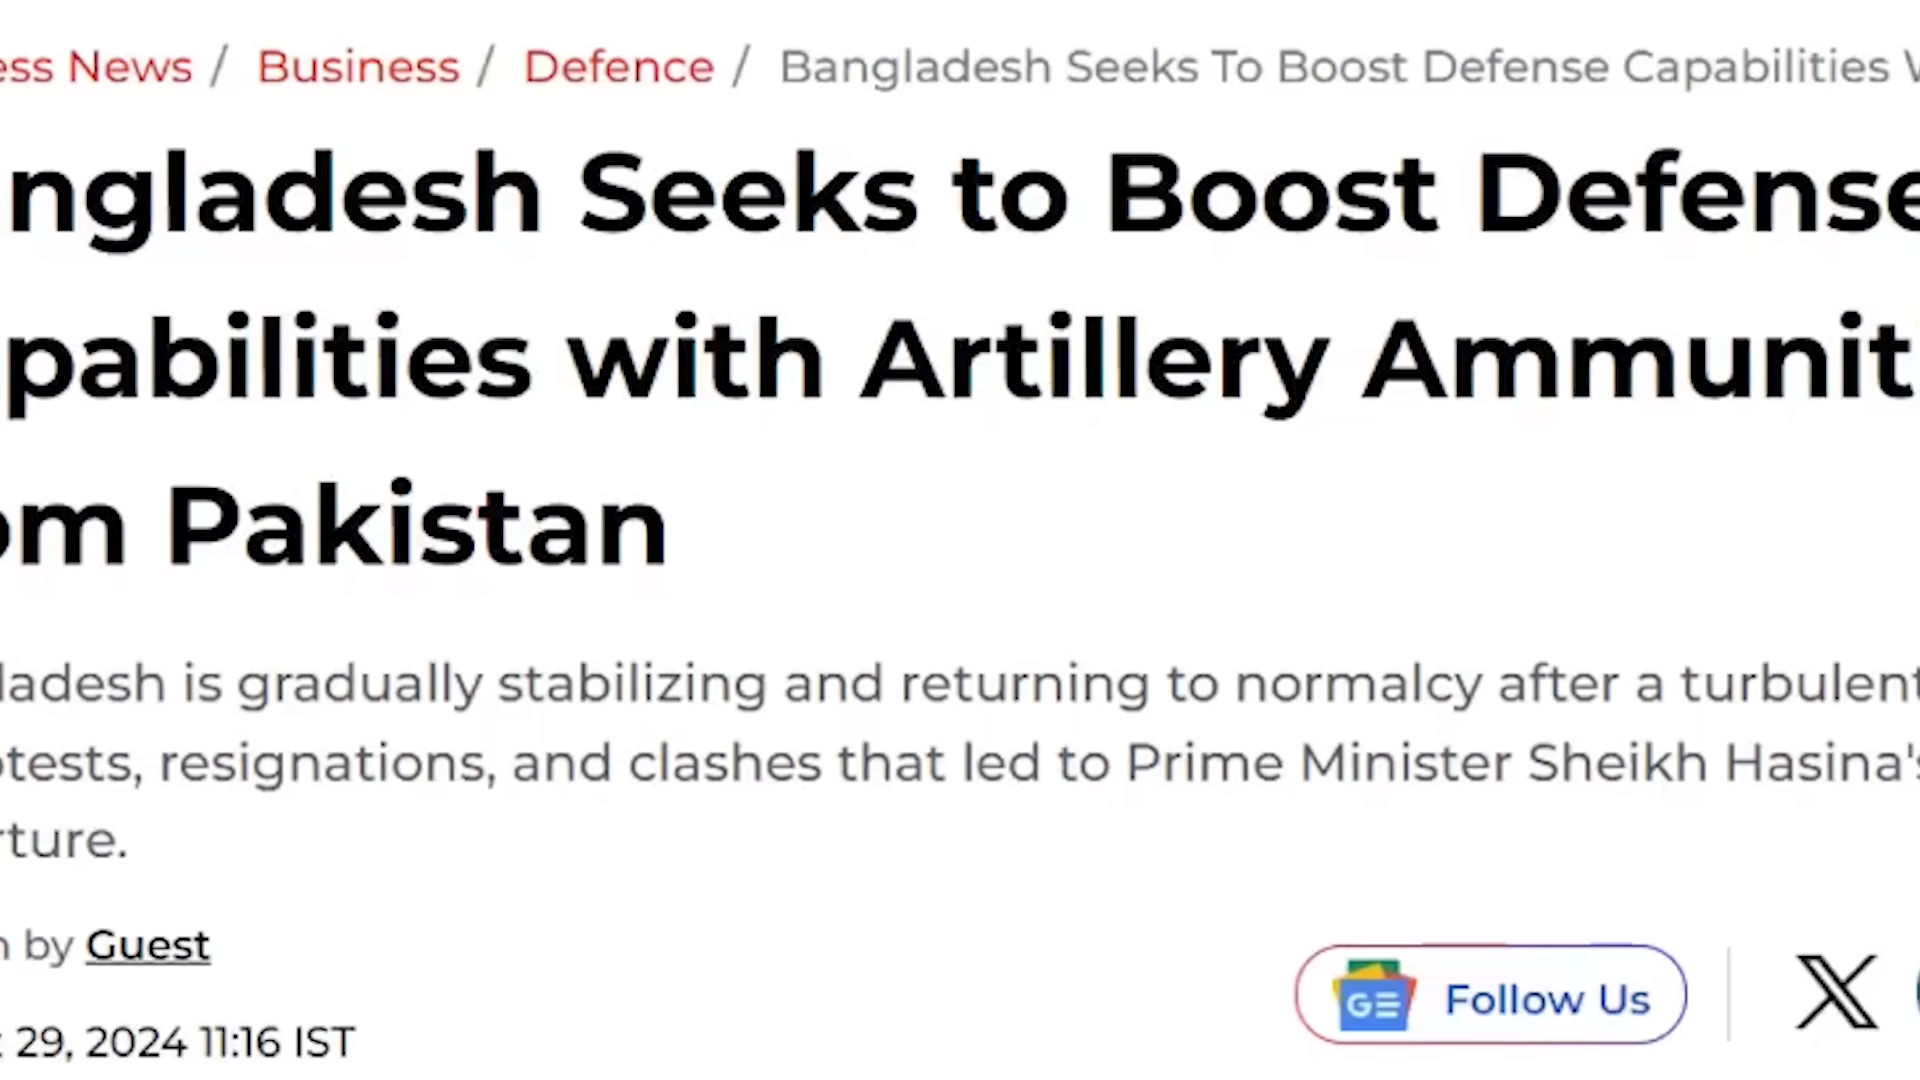 ess News / Business / Defence / Bangladesh Seeks To Boost Defense Capabilities
ngladesh Seeks to Boost Defense
pabilities with Artillery Ammunit
om Pakistan
ladesh is gradually stabilizing and returning to normalcy after a turbulent
tests, resignations, and clashes that led to Prime Minister Sheikh Hasina's
rture.
n by Guest
GE Follow Us X
t 29, 2024 11:16 IST